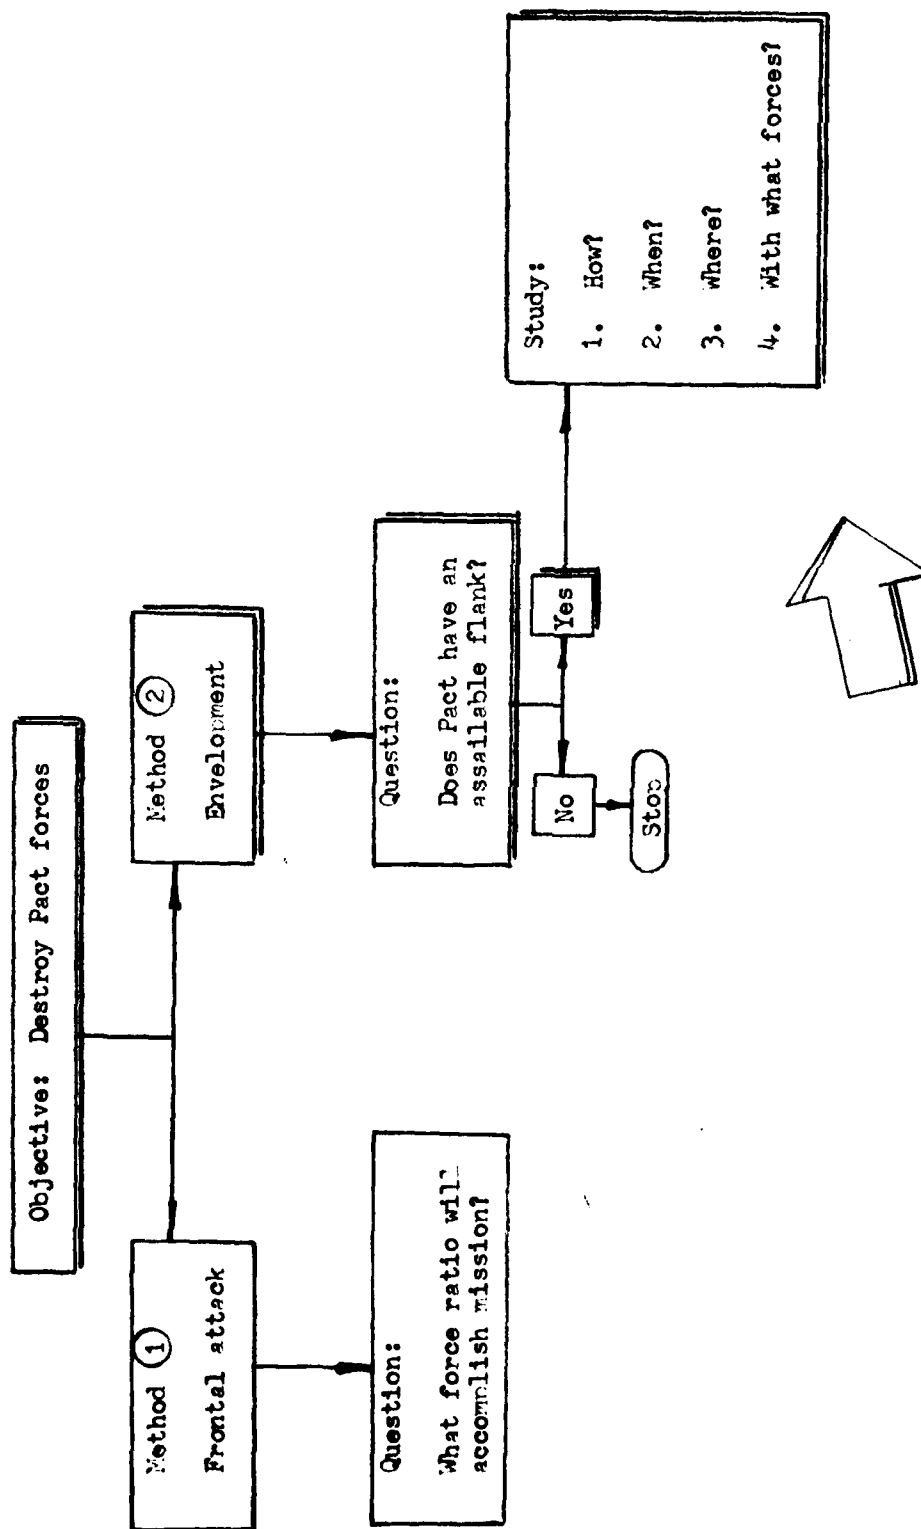 Objective: Destroy Pact forces
Method 1
Frontal attack
Question:
What force ratio will
accomplish mission?
Method 2
Envelopment
Question:
Does Pact have an
assailable flank?
No
Stop
Yes
Study:
1. How?
2. When?
3. Where?
4. With what forces?